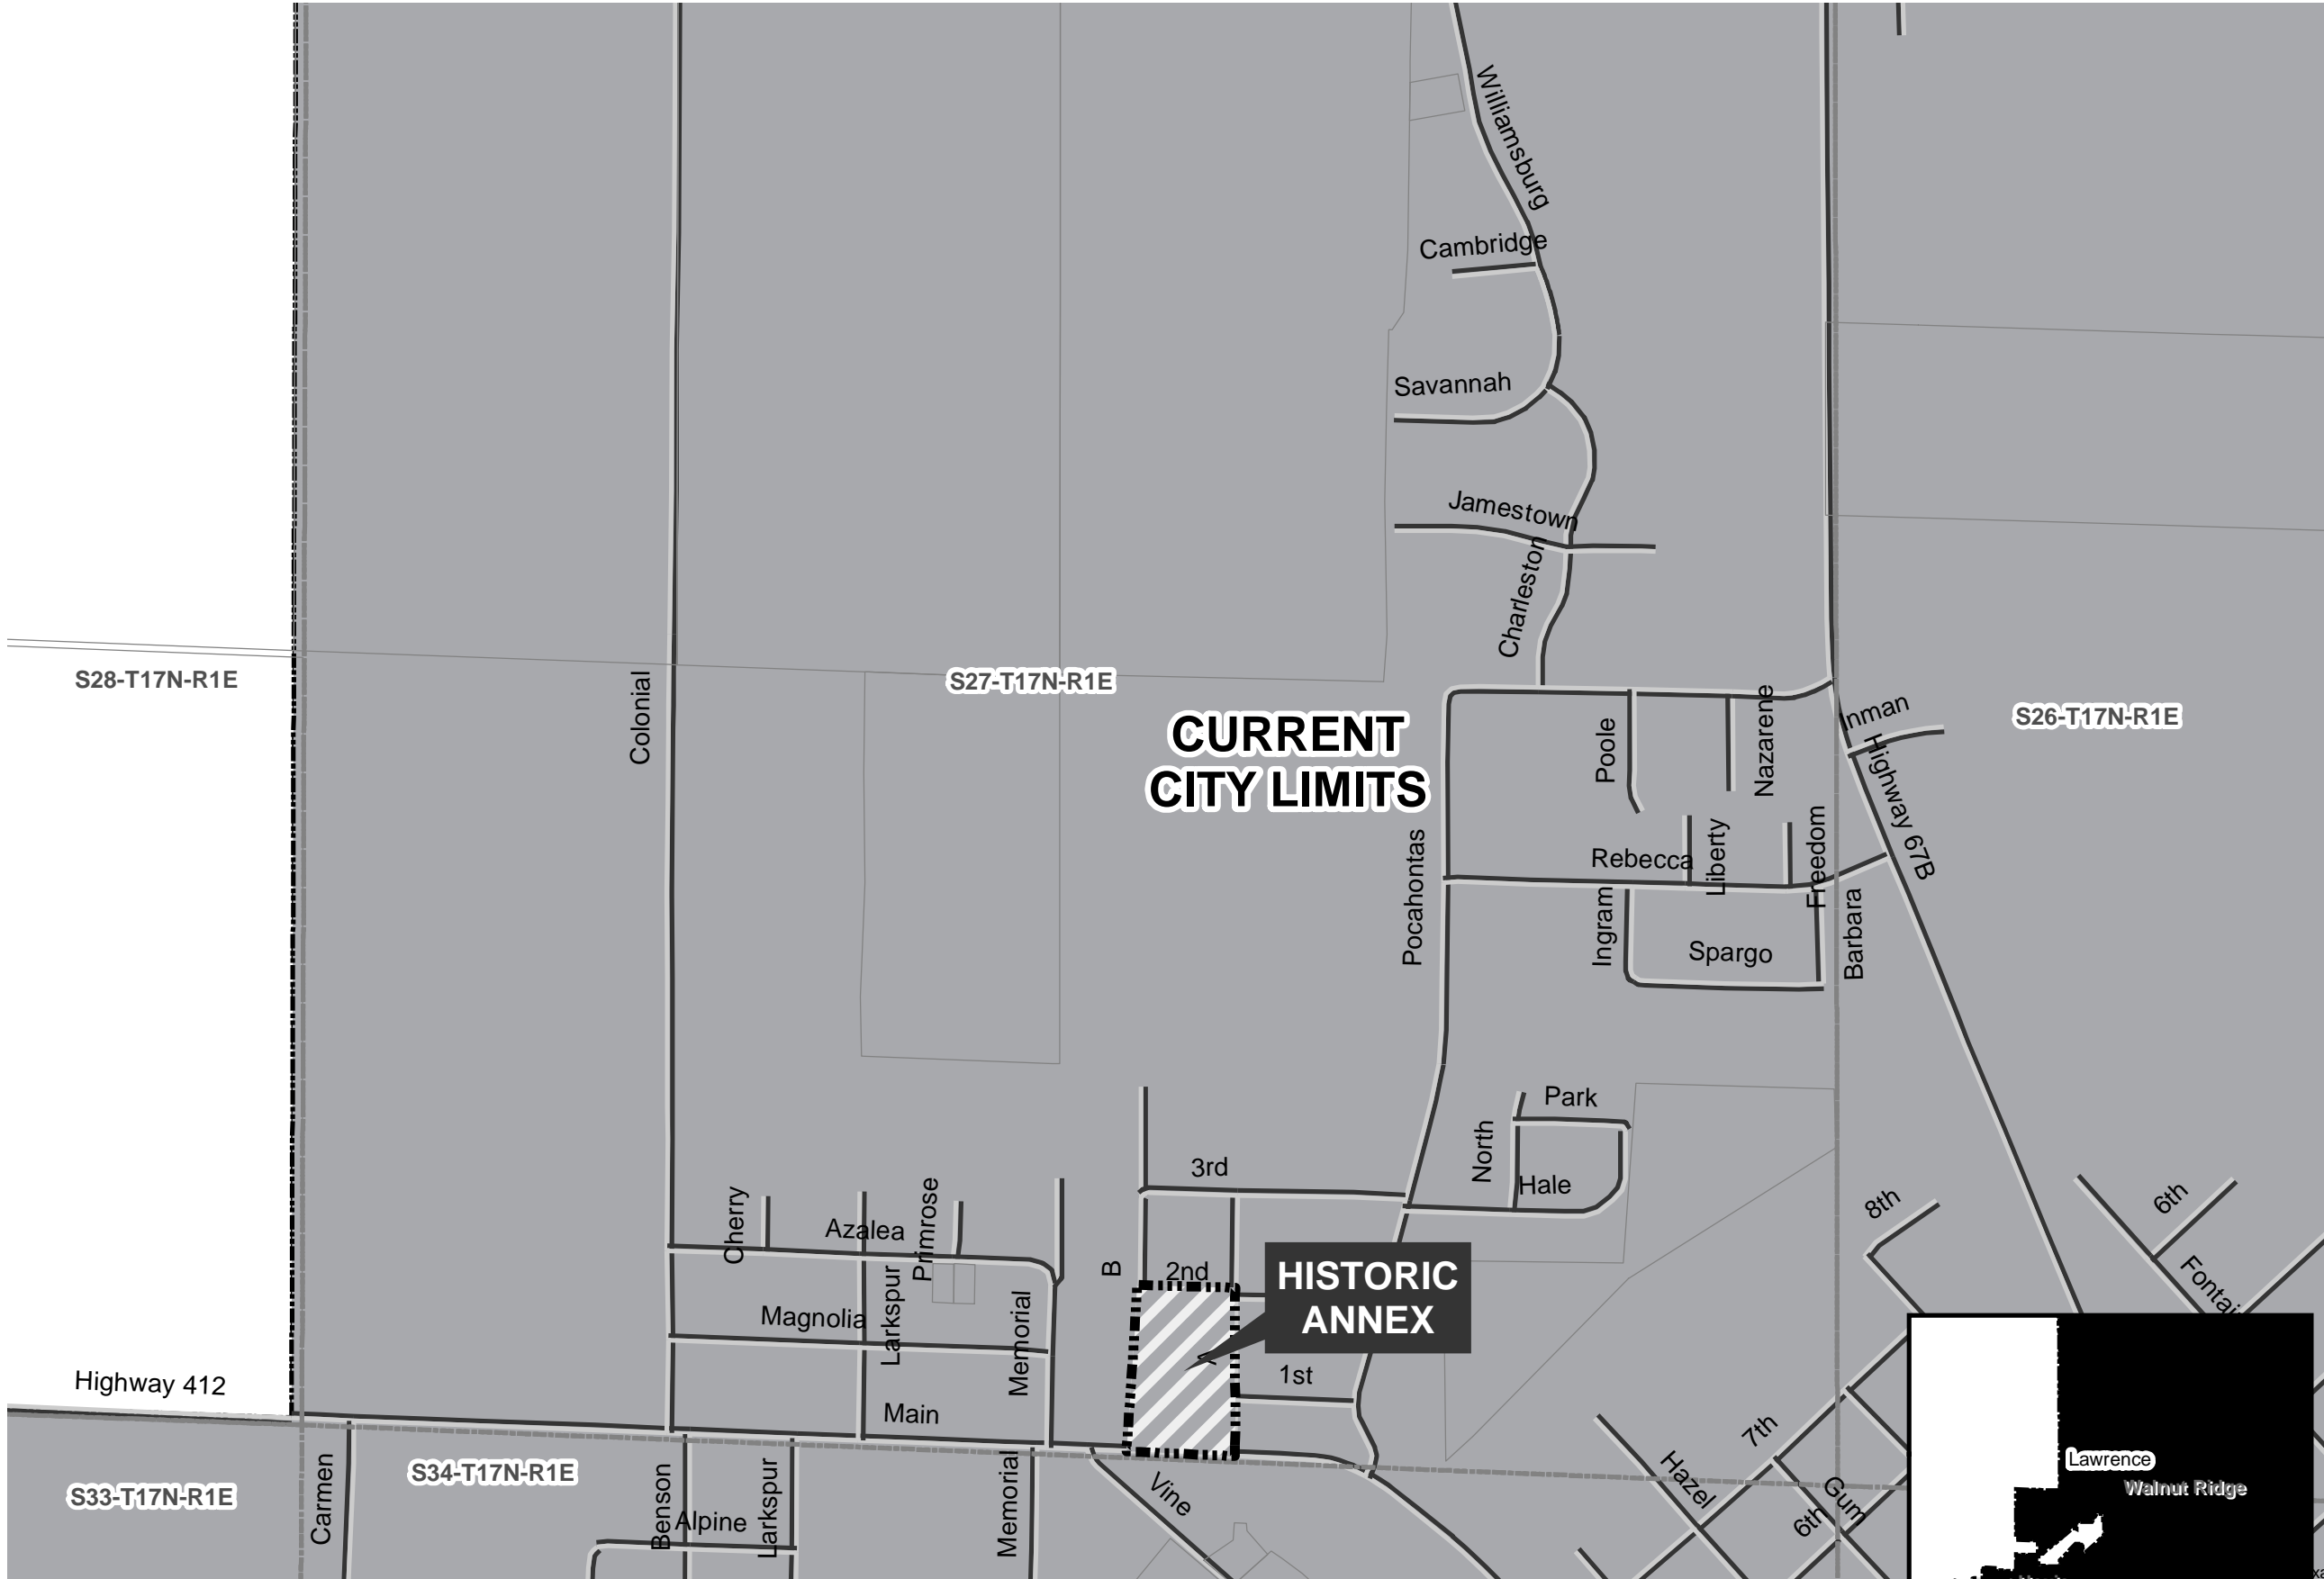 Williamsburg
Cambridge
Savannah
Jamestown
Charleston
S28-T17N-R1E
Colonial
S27-T17N-R1E
CURRENT
CITY LIMITS
Poole
Nazarene
Inman
S26-T17N-R1E
Highway 67B
Pocahontas
Rebecca
Liberty
Freedom
Ingram
Spargo
Barbara
Park
North
Hale
3rd
Cherry
Azalea
Primrose
B
2nd
HISTORIC
ANNEX
8th
6th
Magnolia
Larkspur
Memorial
A
1st
Highway 412
Main
7th
Lawrence
Walnut Ridge
S33-T17N-R1E
Carmen
S34-T17N-R1E
Benson
Alpine
Larkspur
Memorial
Vine
Hazel
Gum
6th